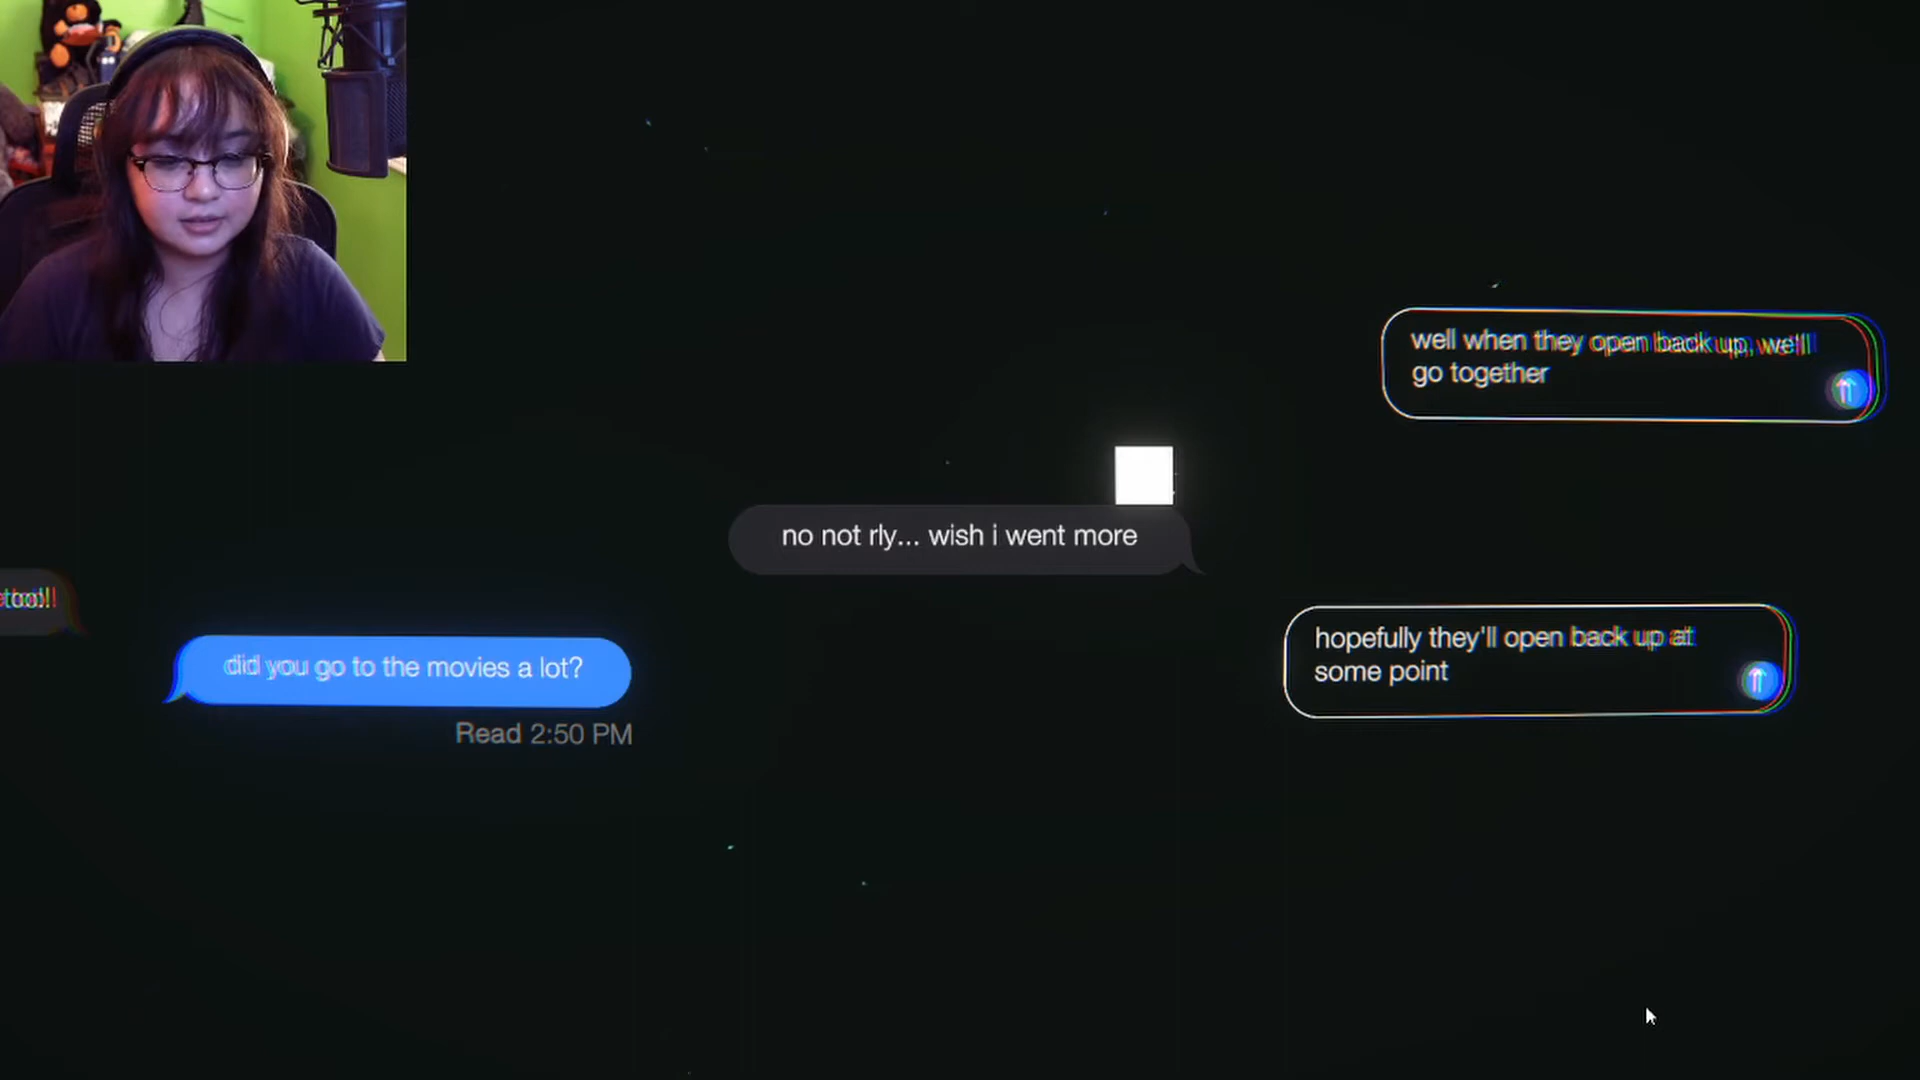 too!!
did you go to the movies a lot?
Read 2:50 PM
no not rly... wish i went more
well when they open back up, we'll
go together
hopefully they'll open back up at
some point